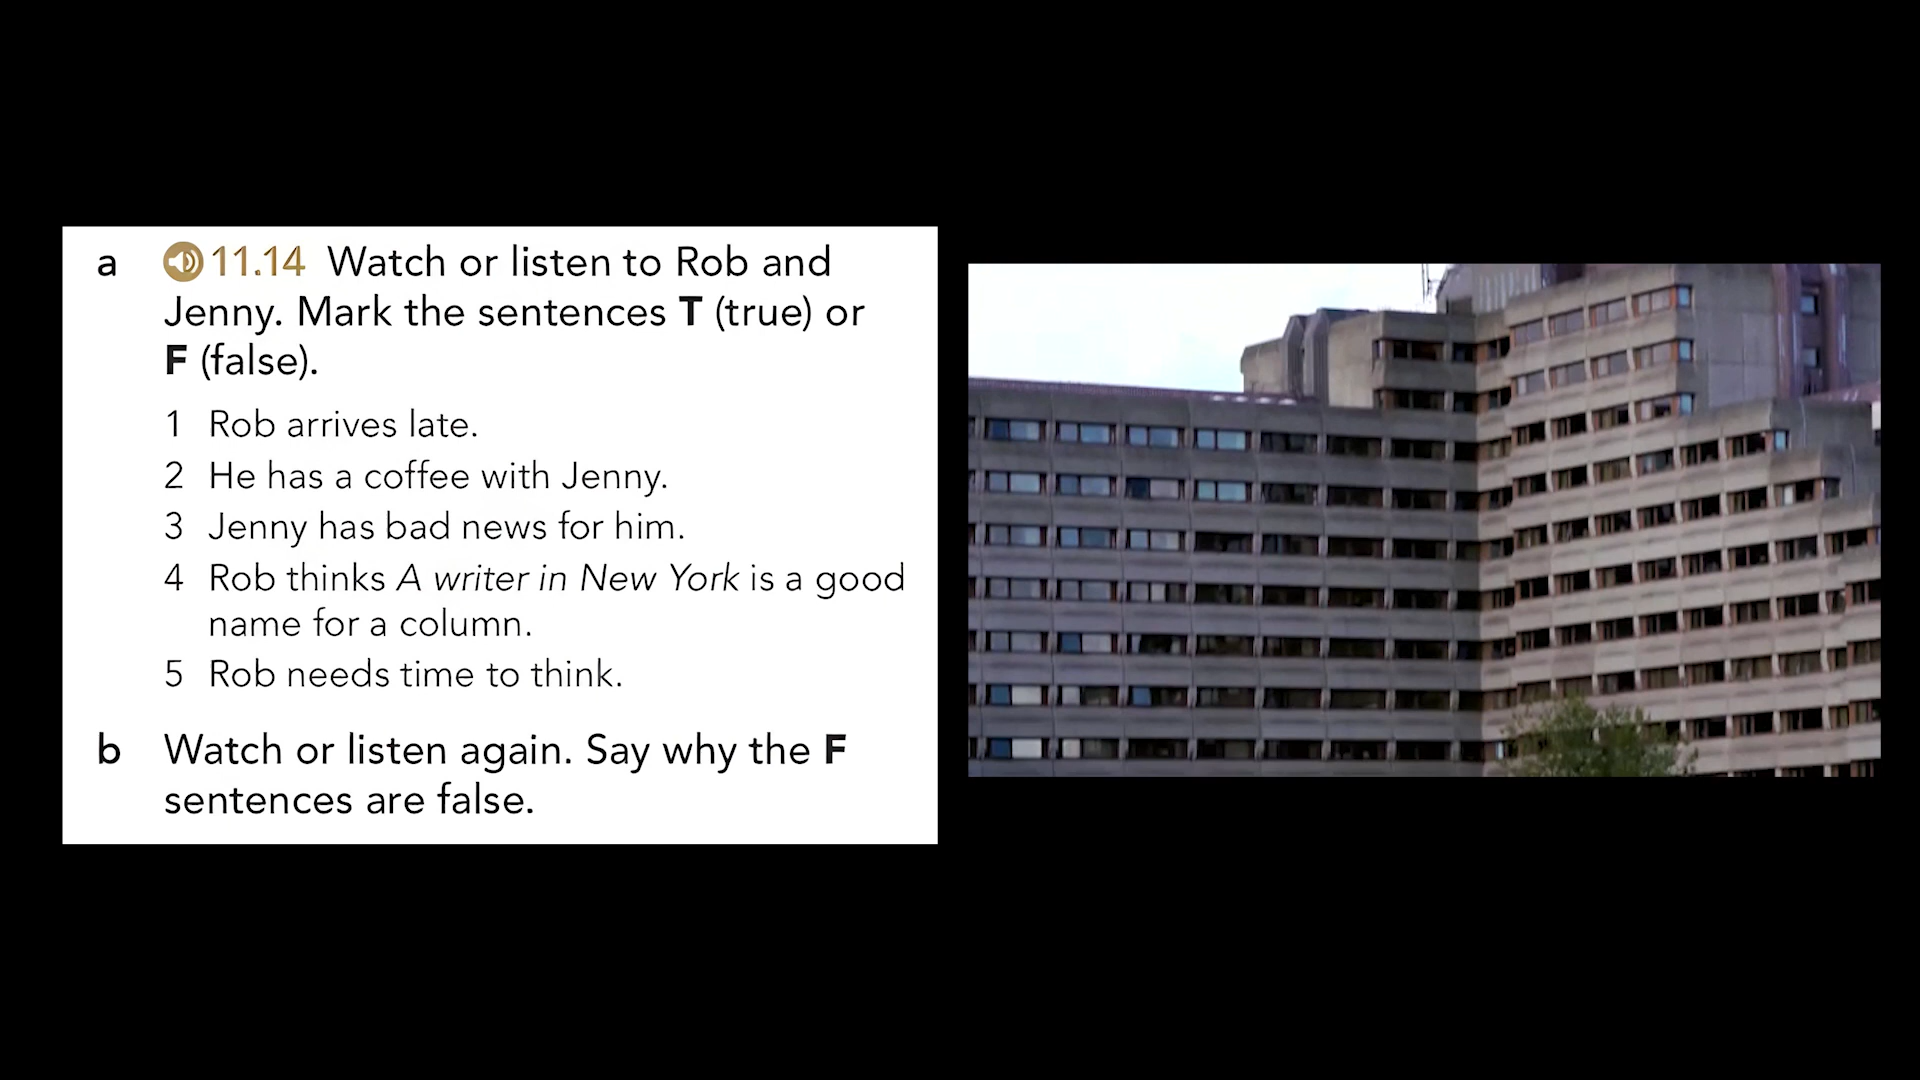 a 11.14 Watch or listen to Rob and
Jenny. Mark the sentences T (true) or
F (false).
1 Rob arrives late.
2 He has a coffee with Jenny.
3 Jenny has bad news for him.
4 Rob thinks A writer in New York is a good
name for a column.
5 Rob needs time to think.
b Watch or listen again. Say why the F
sentences are false.